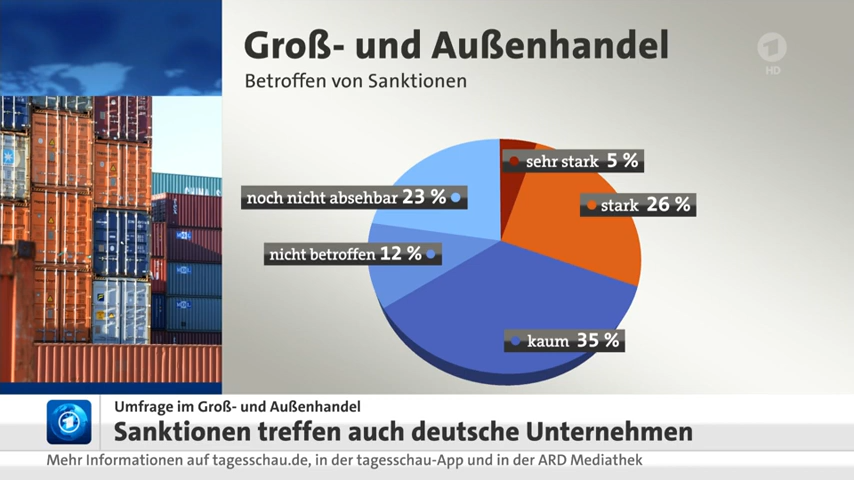 Groß- und Außenhandel
1
HD
Betroffen von Sanktionen
sehr stark 5 %
noch nicht absehbar 23 %
stark 26 %
nicht betroffen 12 %
kaum 35 %
Umfrage im Groß- und Außenhandel
Sanktionen treffen auch deutsche Unternehmen
Mehr Informationen auf tagesschau.de, in der tagesschau-App und in der ARD Mediathek